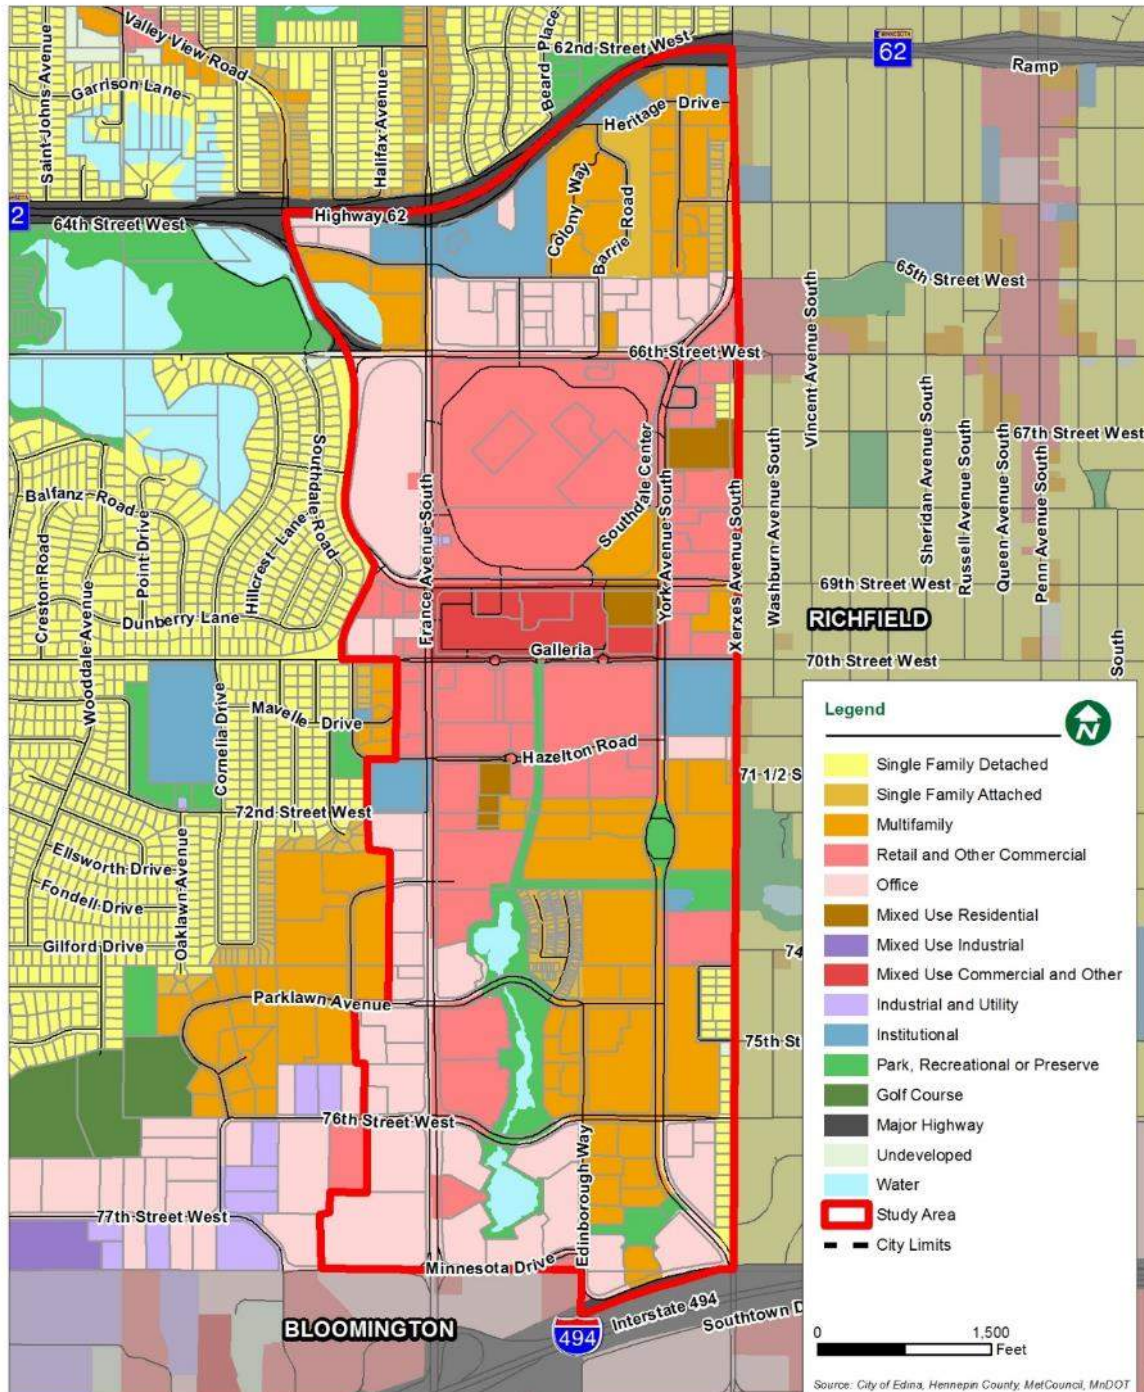 Saint Johns Avenue
Valley View Road
Garrison Lane
Halifax Avenue
Beard Place
62nd Street West
MINNESOTA
62
Ramp
Heritage Drive
2
64th Street West
Highway 62
Colony Way
Barrie Road
65th Street West
66th Street West
Vincent Avenue South
67th Street West
Southdale Road
Balfanz Road
Point Drive
Hillcrest Lane
Creston Road
Wooddale Avenue
Dunberry Lane
France Avenue South
Southdale Center
York Avenue South
Xerxes Avenue South
Washburn Avenue South
Sheridan Avenue South
Russell Avenue South
Queen Avenue South
Penn Avenue South
69th Street West
RICHFIELD
Galleria
70th Street West
South
Mavelle Drive
Cornelia Drive
Hazelton Road
71 1/2 S
72nd Street West
Ellsworth Drive
Fondell Drive
Oaklawn Avenue
Gilford Drive
74
Parklawn Avenue
75th St
76th Street West
Edinborough Way
77th Street West
Minnesota Drive
Interstate 494
Southtown D
494
BLOOMINGTON
Legend
N
Single Family Detached
Single Family Attached
Multifamily
Retail and Other Commercial
Office
Mixed Use Residential
Mixed Use Industrial
Mixed Use Commercial and Other
Industrial and Utility
Institutional
Park, Recreational or Preserve
Golf Course
Major Highway
Undeveloped
Water
Study Area
City Limits
0 1,500
Feet
Source: City of Edina, Hennepin County, MetCouncil, MnDOT